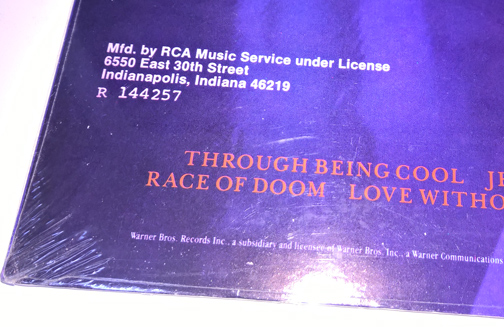 Mfd. by RCA Music Service under License
6550 East 30th Street
Indianapolis, Indiana 46219
R 144257
THROUGH BEING COOL
RACE OF DOOM LOVE
Warner Bros. Records Inc., a subsidiary and licensee of Warner Bros. Inc., a Warner Communications